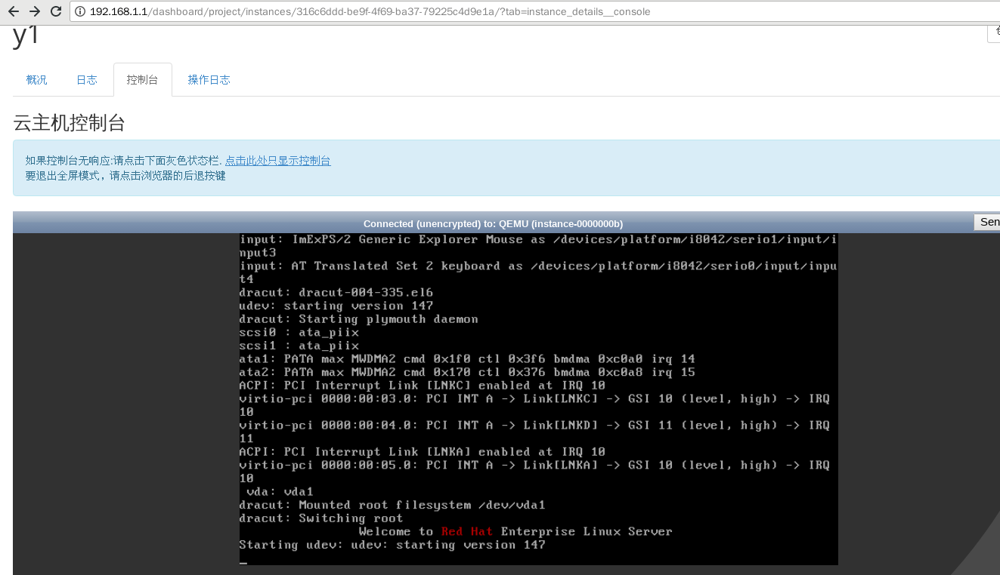 192.168.1.1/dashboard/project/instances/316c6ddd-be9f-4f69-ba37-79225c4d9e1a/?tab=instance_details__console
y1
概况 日志 控制台 操作日志
云主机控制台
如果控制台无响应:请点击下面灰色状态栏. 点击此处只显示控制台
要退出全屏模式，请点击浏览器的后退按键
Connected (unencrypted) to: QEMU (instance-0000000b)
Sen
input: ImExPS/2 Generic Explorer Mouse as /devices/platform/i8042/serio1/input/i
nput3
input: AT Translated Set 2 keyboard as /devices/platform/i8042/serio0/input/inpu
t4
dracut: dracut-004-335.el6
udev: starting version 147
dracut: Starting plymouth daemon
scsi0 : ata_piix
scsi1 : ata_piix
ata1: PATA max MWDMA2 cmd 0x1f0 ctl 0x3f6 bmdma 0xc0a0 irq 14
ata2: PATA max MWDMA2 cmd 0x170 ctl 0x376 bmdma 0xc0a8 irq 15
ACPI: PCI Interrupt Link [LNKC] enabled at IRQ 10
virtio-pci 0000:00:03.0: PCI INT A -> Link[LNKC] -> GSI 10 (level, high) -> IRQ
10
virtio-pci 0000:00:04.0: PCI INT A -> Link[LNKD] -> GSI 11 (level, high) -> IRQ
11
ACPI: PCI Interrupt Link [LNKA] enabled at IRQ 10
virtio-pci 0000:00:05.0: PCI INT A -> Link[LNKA] -> GSI 10 (level, high) -> IRQ
10
vda: vda1
dracut: Mounted root filesystem /dev/vda1
dracut: Switching root
Welcome to Red Hat Enterprise Linux Server
Starting udev: udev: starting version 147